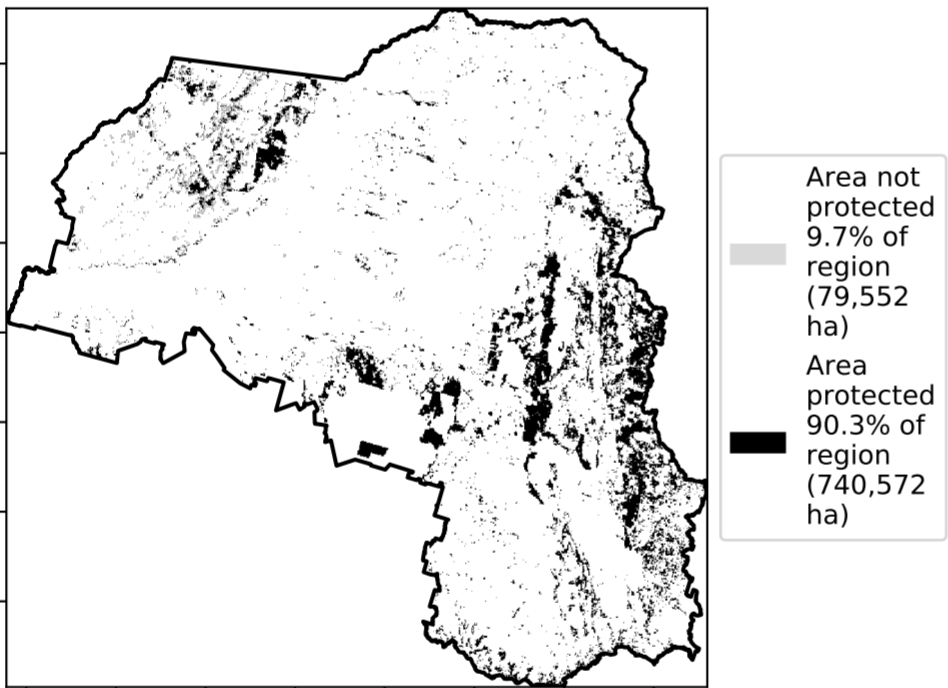 Area not
protected
9.7% of
region
(79,552
ha)
Area
protected
90.3% of
region
(740,572
ha)